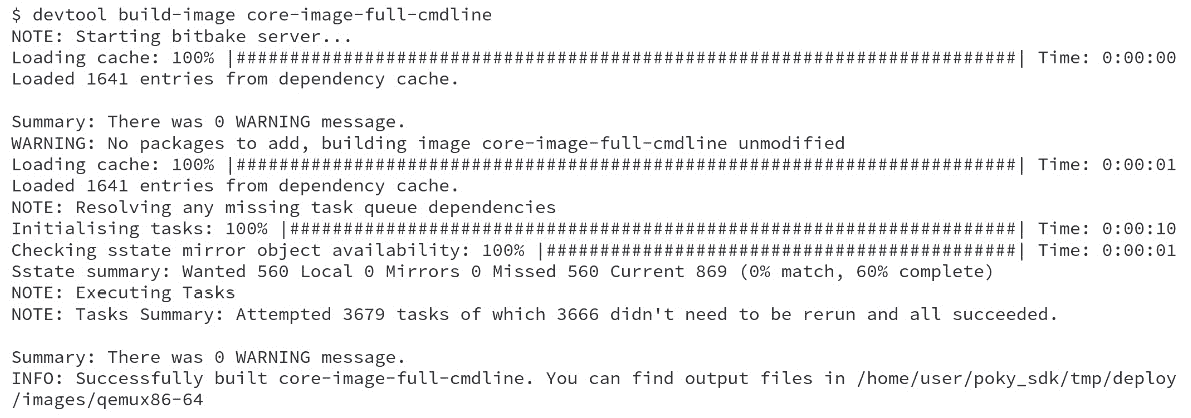 $ devtool build-image core-image-full-cmdline
NOTE: Starting bitbake server...
Loading cache: 100% |#########################################################################| Time: 0:00:00
Loaded 1641 entries from dependency cache.

Summary: There was 0 WARNING message.
WARNING: No packages to add, building image core-image-full-cmdline unmodified
Loading cache: 100% |#########################################################################| Time: 0:00:01
Loaded 1641 entries from dependency cache.
NOTE: Resolving any missing task queue dependencies
Initialising tasks: 100% |####################################################################| Time: 0:00:10
Checking sstate mirror object availability: 100% |############################################| Time: 0:00:01
Sstate summary: Wanted 560 Local 0 Mirrors 0 Missed 560 Current 869 (0% match, 60% complete)
NOTE: Executing Tasks
NOTE: Tasks Summary: Attempted 3679 tasks of which 3666 didn't need to be rerun and all succeeded.

Summary: There was 0 WARNING message.
INFO: Successfully built core-image-full-cmdline. You can find output files in /home/user/poky_sdk/tmp/deploy
/images/qemux86-64